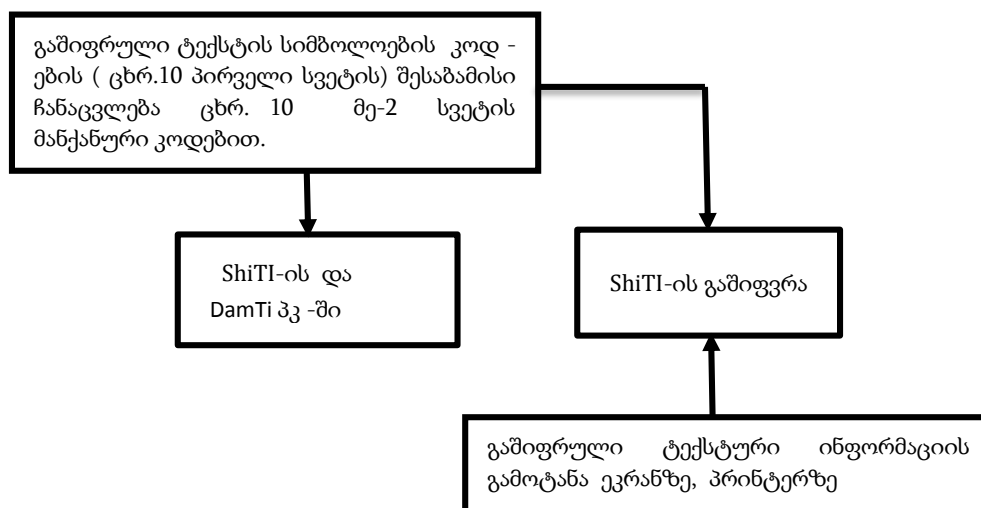 გაშიფრული ტექსტის სიმბოლოების კოდ -
ების ( ცხრ.10 პირველი სვეტის) შესაბამისი
ჩანაცვლება ცხრ. 10 მე-2 სვეტის
მანქანური კოდებით.
ShiTI-ის და
DamTi პკ -ში
ShiTI-ის გაშიფვრა
გაშიფრული ტექსტური ინფორმაციის
გამოტანა ეკრანზე, პრინტერზე